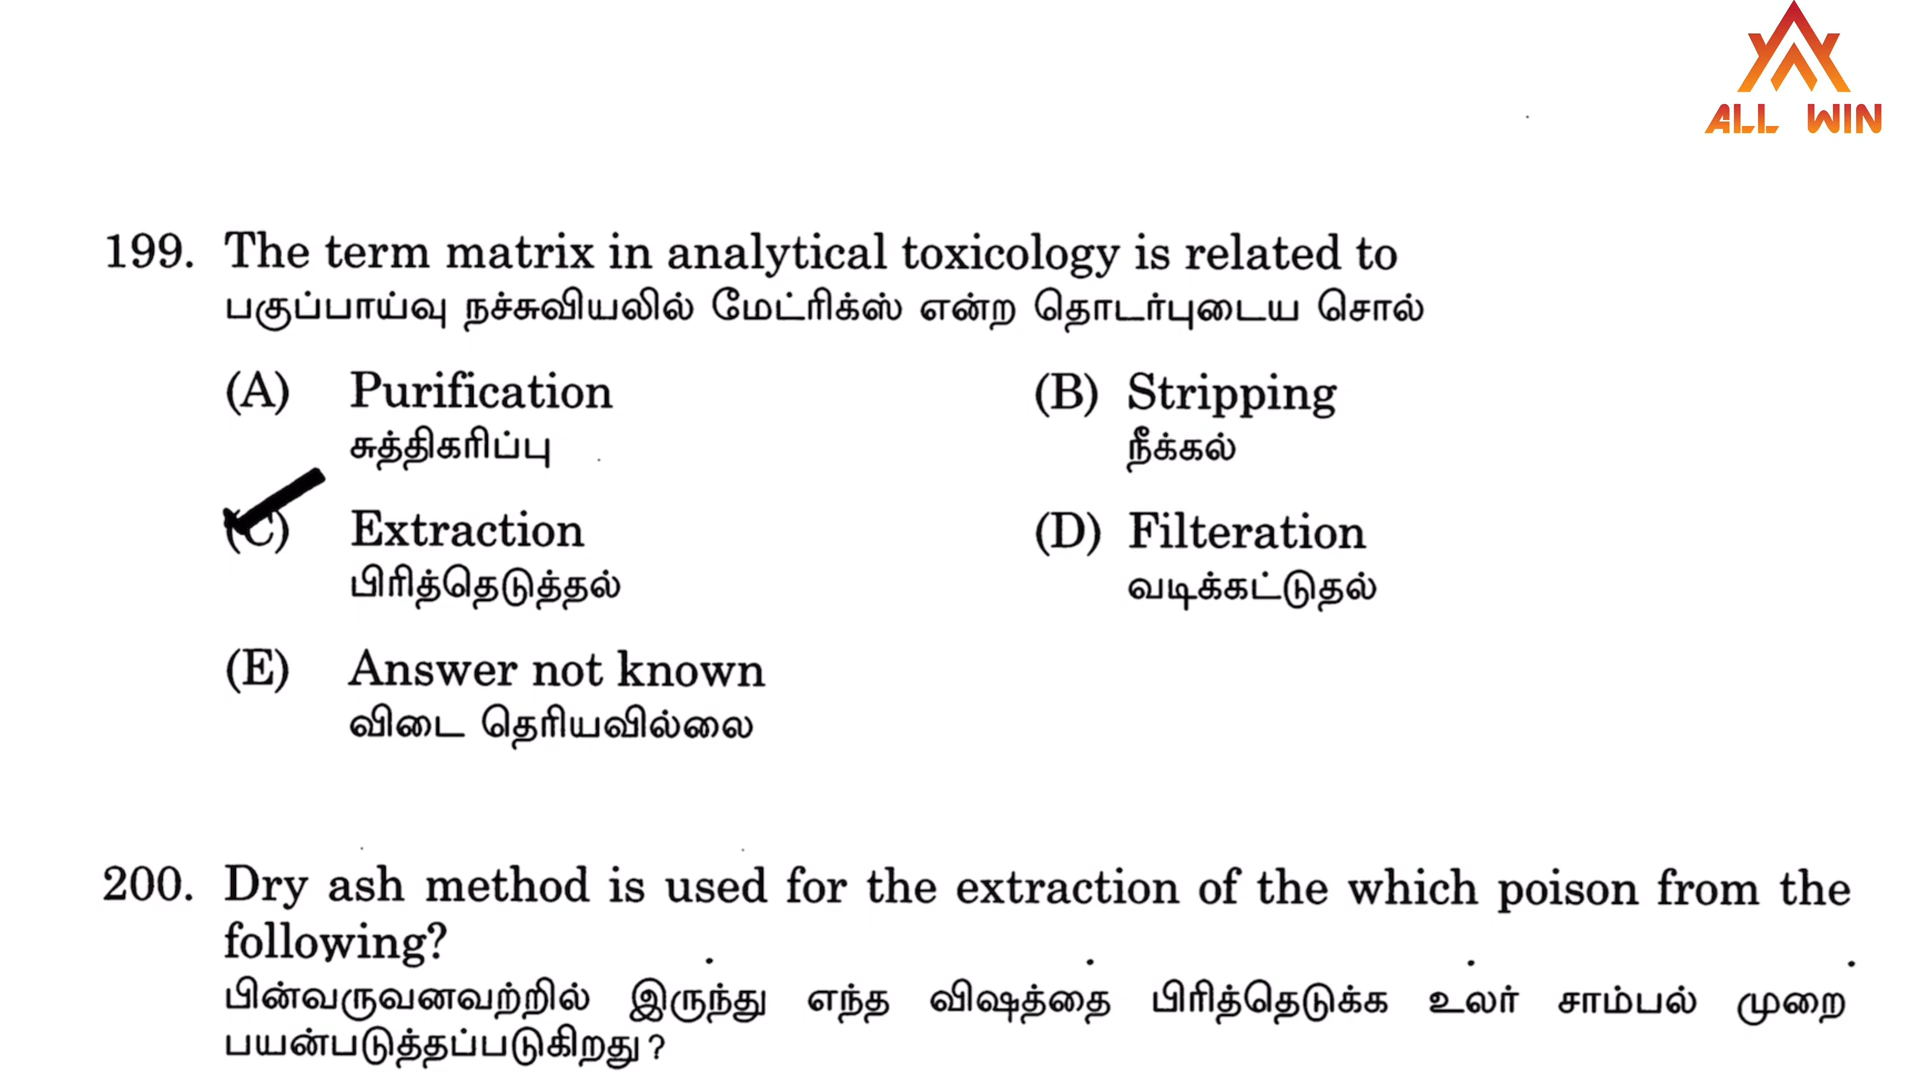 ALL WIN
199. The term matrix in analytical toxicology is related to
பகுப்பாய்வு நச்சுவியலில் மேட்ரிக்ஸ் என்ற தொடர்புடைய சொல்
(A) Purification (B) Stripping
சுத்திகரிப்பு நீக்கல்
(C) Extraction (D) Filteration
பிரித்தெடுத்தல் வடிக்கட்டுதல்
(E) Answer not known
விடை தெரியவில்லை
200. Dry ash method is used for the extraction of the which poison from the
following?
பின்வருவனவற்றில் இருந்து எந்த விஷத்தை பிரித்தெடுக்க உலர் சாம்பல் முறை
பயன்படுத்தப்படுகிறது?